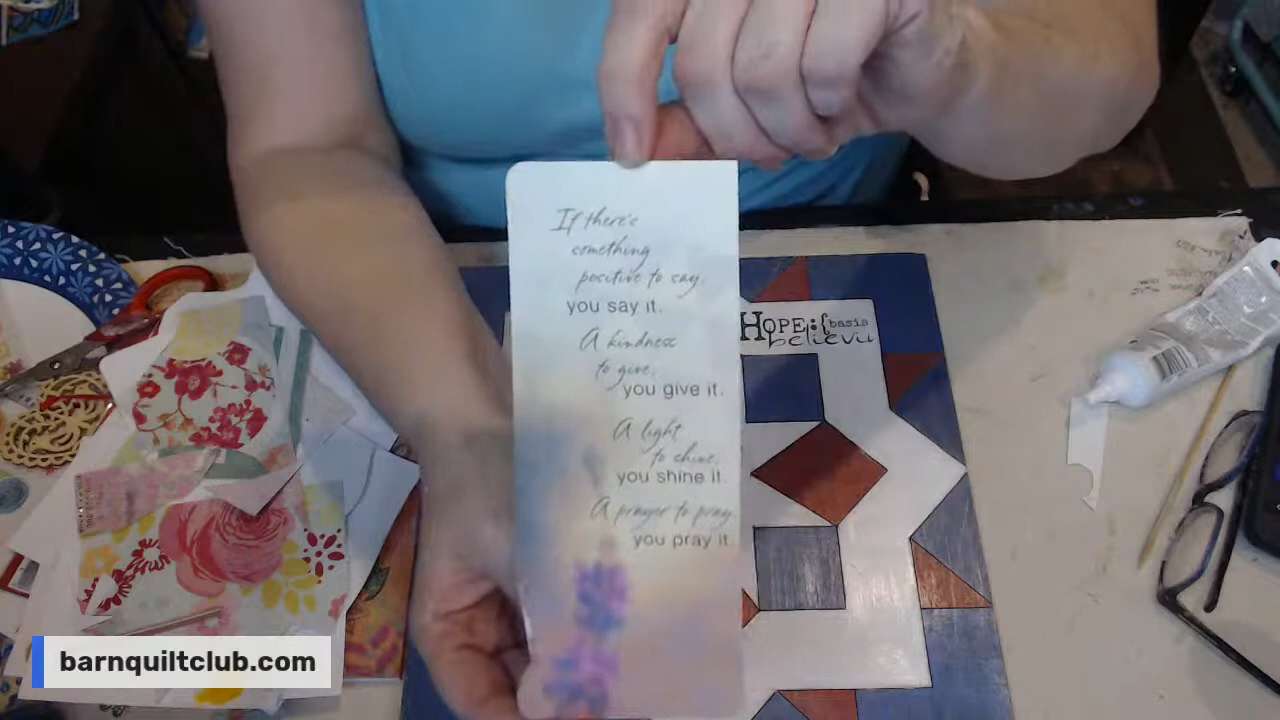 If there's
something
positive to say,
you say it.
A kindness
to give,
you give it.
A light
to shine,
you shine it.
A prayer to pray,
you pray it.
HOPE:{basis
believi
barnquiltclub.com